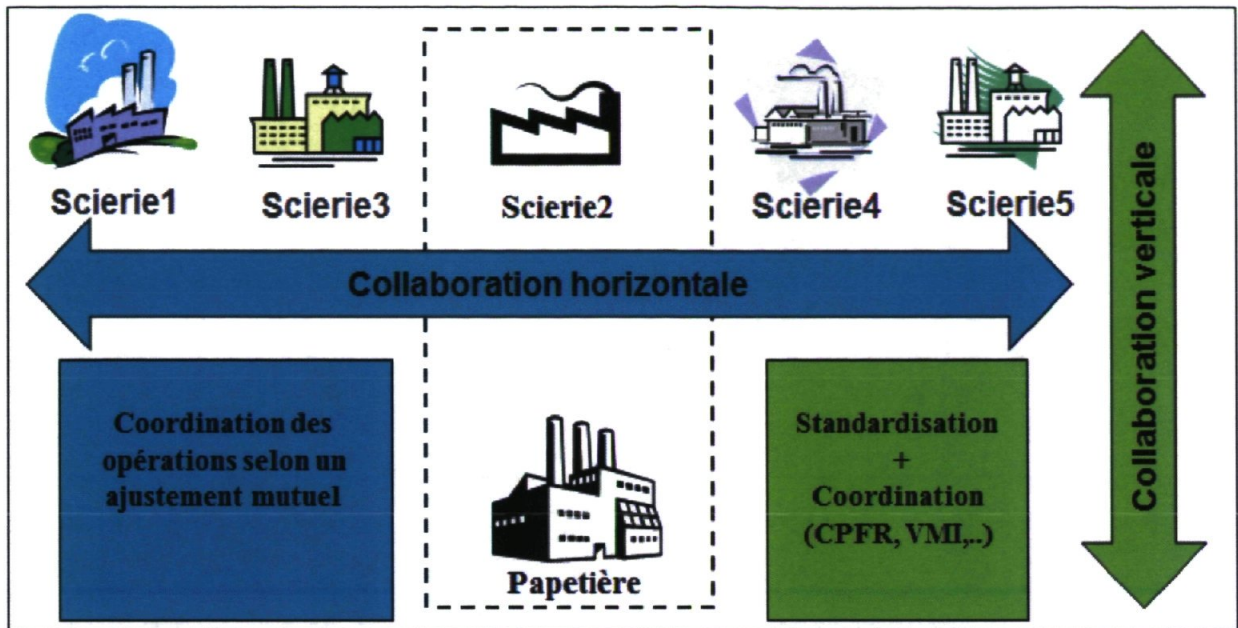 Scierie1
Scierie3
Scierie2
Scierie4
Scierie5
Collaboration horizontale
Collaboration verticale
Coordination des
opérations selon un
ajustement mutuel
Papetière
Standardisation
+
Coordination
(CPFR, VMI,..)